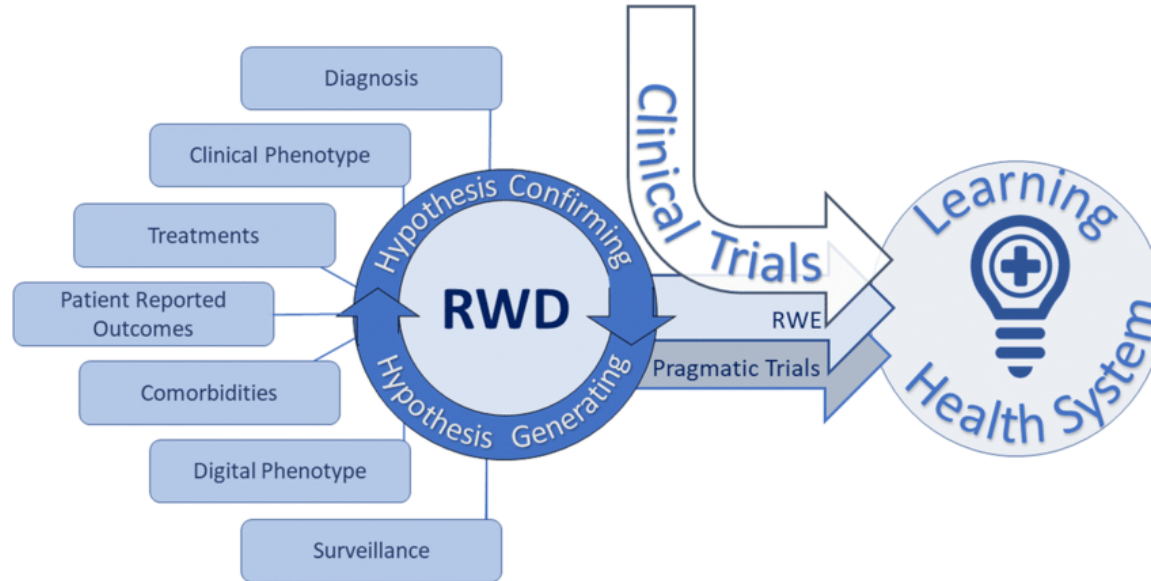 Diagnosis
Clinical Phenotype
Treatments
Patient Reported
Outcomes
Comorbidities
Digital Phenotype
Surveillance
Hypothesis Confirming
RWD
Hypothesis Generating
Clinical Trials
RWE
Pragmatic Trials
Learning
Health System